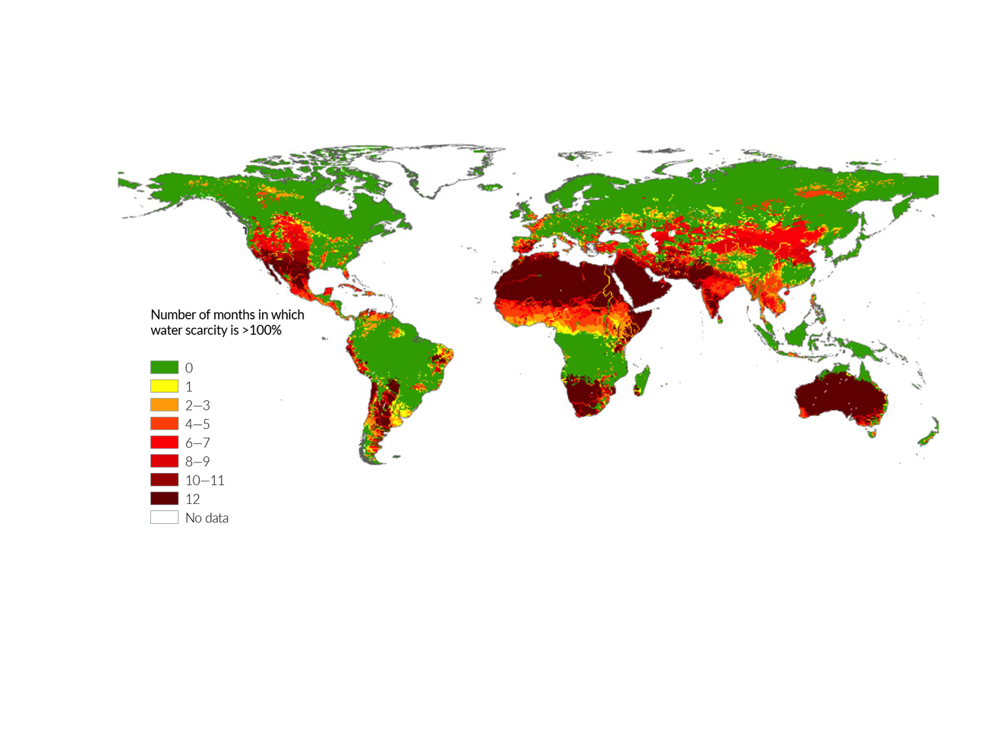 Number of months in which
water scarcity is >100%
0
1
2—3
4—5
6—7
8—9
10—11
12
No data